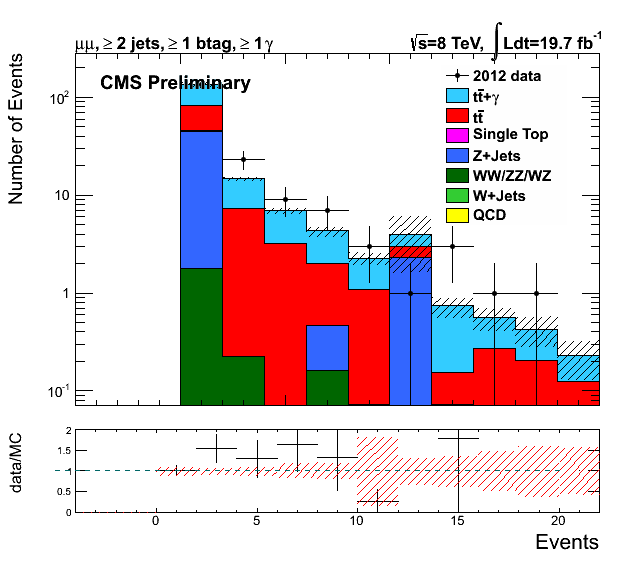 μμ, ≥ 2 jets, ≥ 1 btag, ≥ 1 γ
√s=8 TeV, ∫ Ldt=19.7 fb⁻¹
CMS Preliminary
Number of Events
10²
10
1
10⁻¹
2012 data
tt̄+γ
tt̄
Single Top
Z+Jets
WW/ZZ/WZ
W+Jets
QCD
data/MC
2
1.5
1
0.5
0
0 5 10 15 20
Events